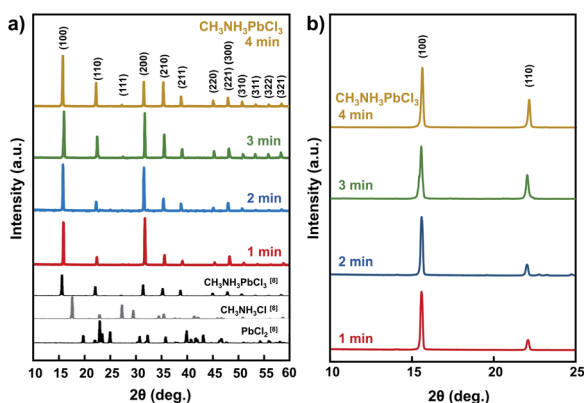 a)
CH3NH3PbCl3
4 min
(100)
(110)
(111)
(200)
(210)
(211)
(220)
(221)
(300)
(310)
(311)
(322)
(321)
3 min
2 min
1 min
CH3NH3PbCl3 [8]
CH3NH3Cl [8]
PbCl2 [8]
Intensity (a.u.)
10 15 20 25 30 35 40 45 50 55 60
2θ (deg.)
b)
(100)
(110)
CH3NH3PbCl3
4 min
3 min
2 min
1 min
Intensity (a.u.)
10 15 20 25
2θ (deg.)